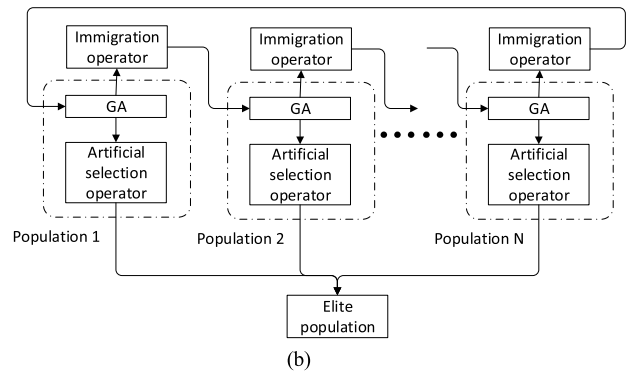 Immigration
operator
Immigration
operator
Immigration
operator
GA
GA
GA
Artificial
selection
operator
Artificial
selection
operator
Artificial
selection
operator
Population 1
Population 2
Population N
Elite
population
(b)